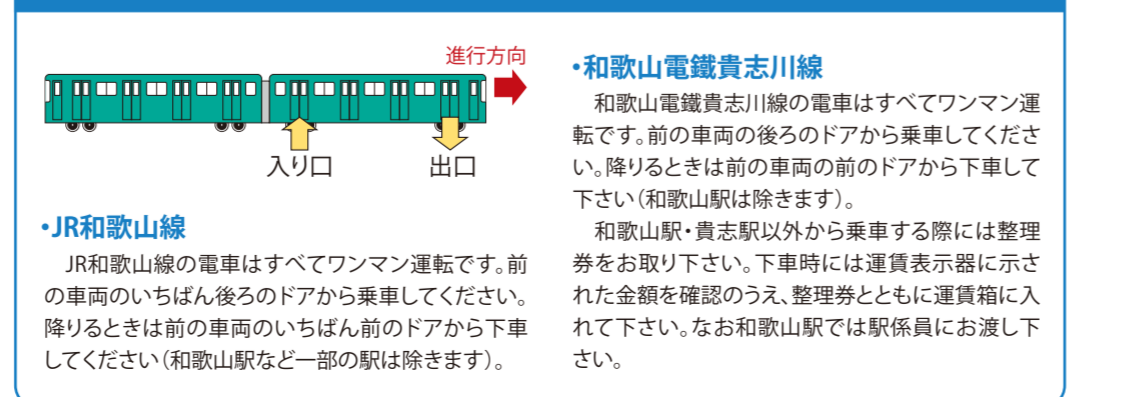 進行方向
入り口 出口
・JR和歌山線
JR和歌山線の電車はすべてワンマン運転です。前
の車両のいちばん後ろのドアから乗車してください。
降りるときは前の車両のいちばん前のドアから下車
してください（和歌山駅など一部の駅は除きます）。
・和歌山電鐵貴志川線
和歌山電鐵貴志川線の電車はすべてワンマン運
転です。前の車両の後ろのドアから乗車してくださ
い。降りるときは前の車両の前のドアから下車して
下さい（和歌山駅は除きます）。
和歌山駅・貴志駅以外から乗車する際には整理
券をお取り下さい。下車時には運賃表示器に示さ
れた金額を確認のうえ、整理券とともに運賃箱に入
れて下さい。なお和歌山駅では駅係員にお渡し下
さい。